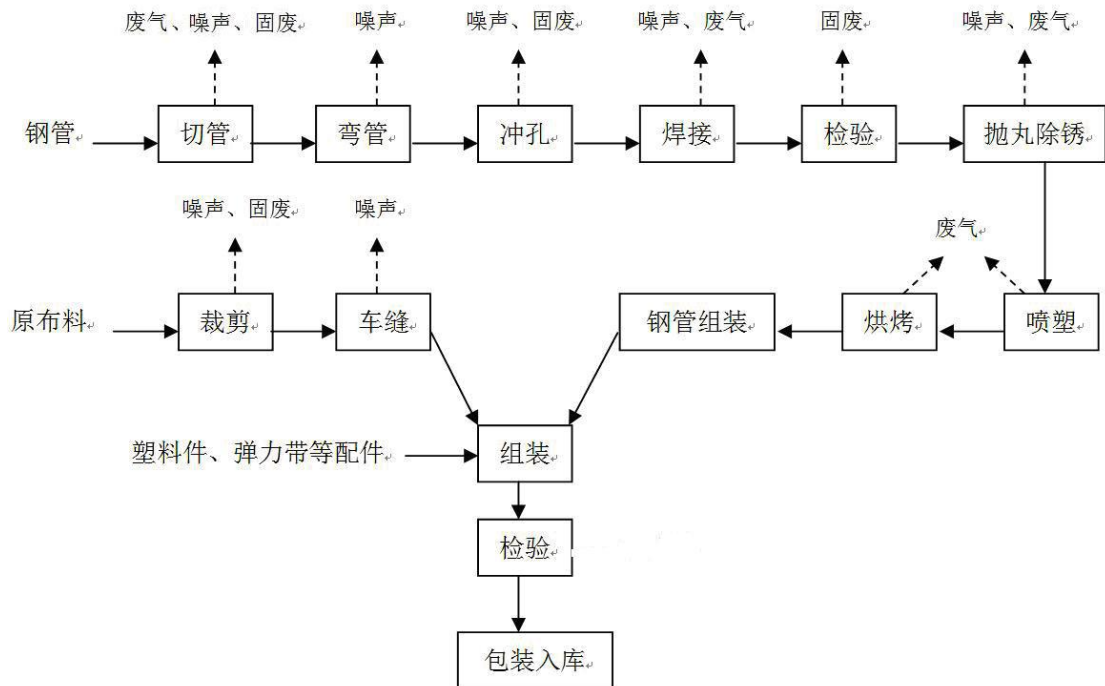 废气、噪声、固废 噪声 噪声、固废 噪声、废气 固废 噪声、废气
钢管 切管 弯管 冲孔 焊接 检验 抛丸除锈
噪声、固废 噪声 废气
原布料 裁剪 车缝 钢管组装 烘烤 喷塑
塑料件、弹力带等配件 组装
检验
包装入库